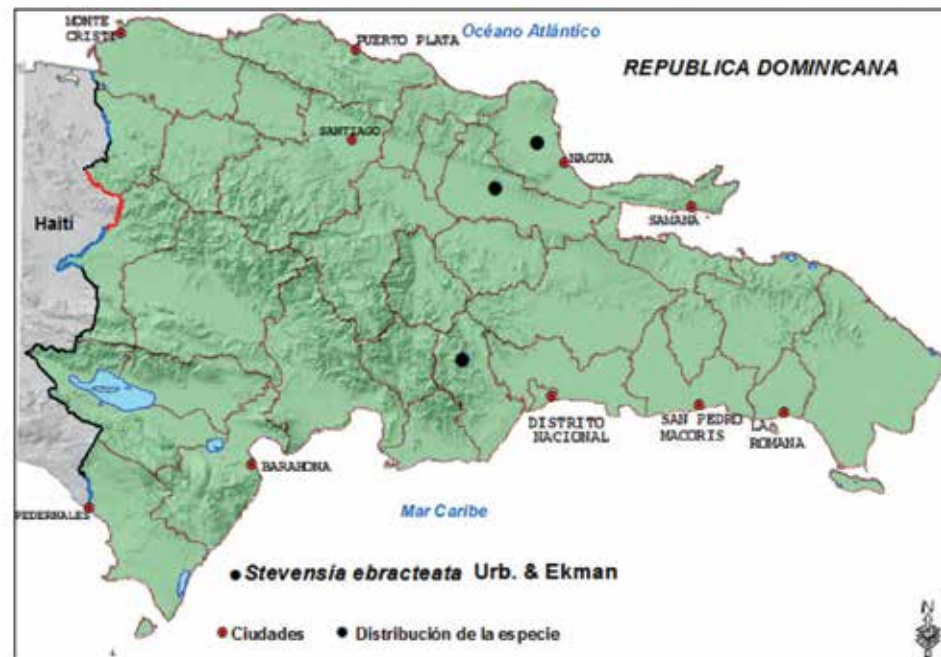 MONTE
CRISTI
PUERTO PLATA
Océano Atlántico
REPUBLICA DOMINICANA
SANTIAGO
NAGUA
SAMANA
Haití
DISTRITO
NACIONAL
SAN PEDRO
MACORIS
LA
ROMANA
BARAHONA
PEDERNALES
Mar Caribe
Stevensia ebracteata Urb. & Ekman
Ciudades
Distribución de la especie
N